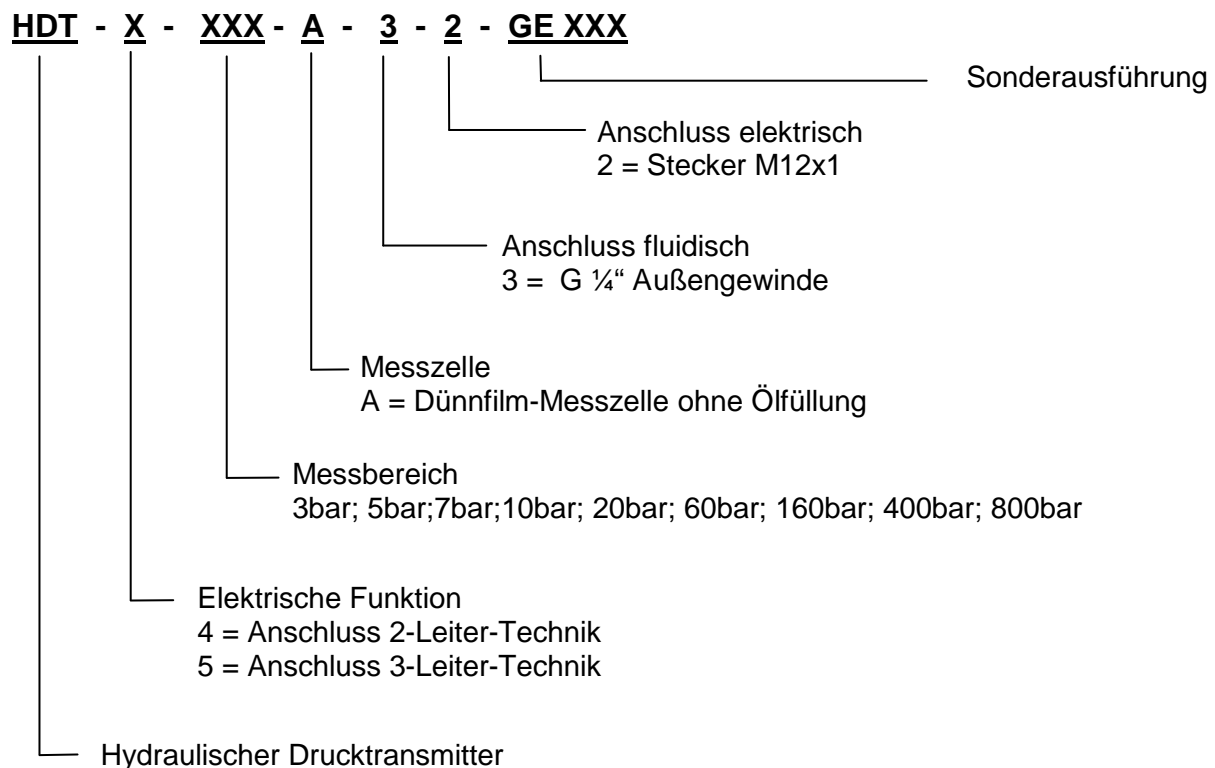 HDT - X - XXX - A - 3 - 2 - GE XXX
Sonderausführung
Anschluss elektrisch
2 = Stecker M12x1
Anschluss fluidisch
3 = G ¼“ Außengewinde
Messzelle
A = Dünnfilm-Messzelle ohne Ölfüllung
Messbereich
3bar; 5bar;7bar;10bar; 20bar; 60bar; 160bar; 400bar; 800bar
Elektrische Funktion
4 = Anschluss 2-Leiter-Technik
5 = Anschluss 3-Leiter-Technik
Hydraulischer Drucktransmitter